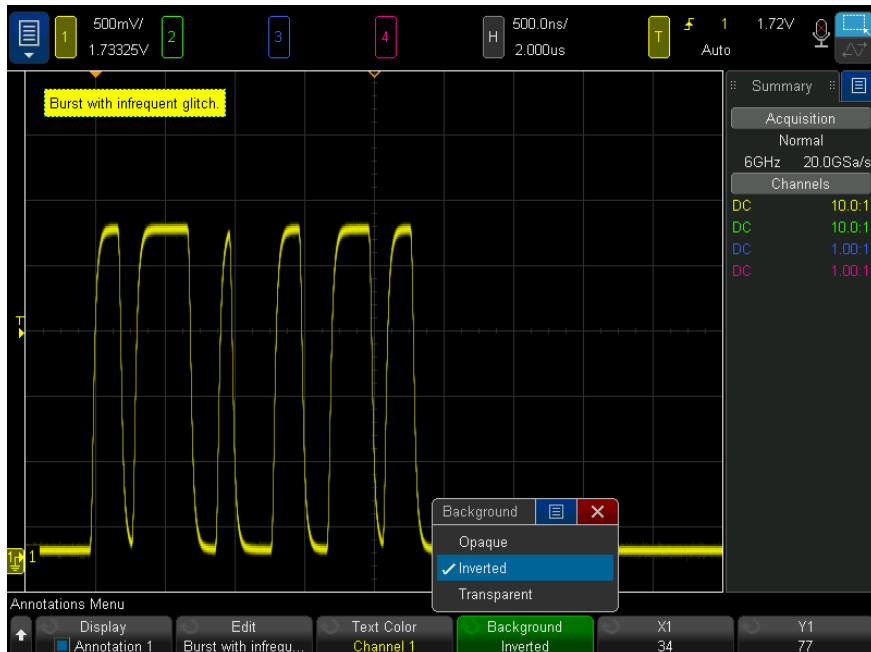 1 500mV/ 2 3 4 H 500.0ns/ T 1 1.72V
1.73325V 2.000us Auto
Burst with infrequent glitch.
Summary
Acquisition
Normal
6GHz 20.0GSa/s
Channels
DC 10.0:1
DC 10.0:1
DC 1.00:1
DC 1.00:1
T
1 1
Background
Opaque
Inverted
Transparent
Annotations Menu
Display Edit Text Color Background X1 Y1
Annotation 1 Burst with infrequ... Channel 1 Inverted 34 77